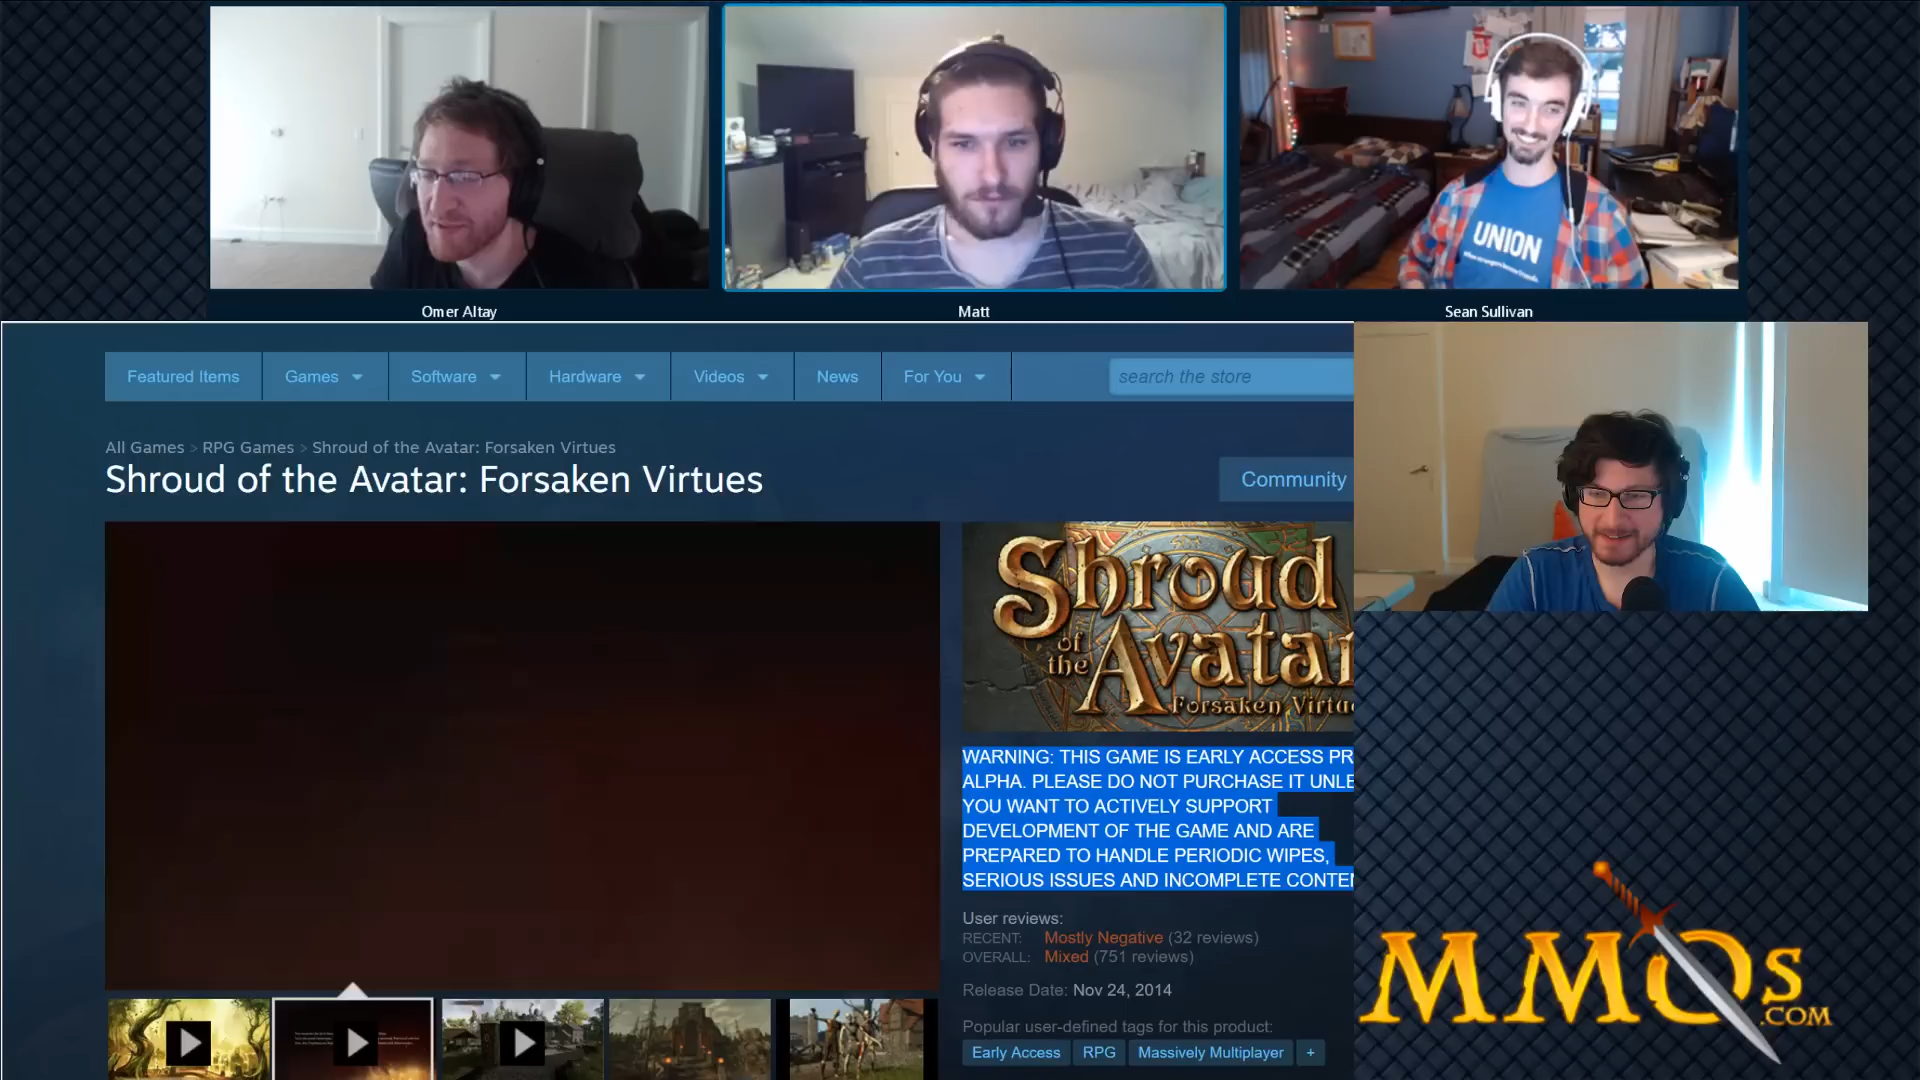 Omer Altay
Matt
Sean Sullivan
UNION
Featured Items
Games
Software
Hardware
Videos
News
For You
search the store
All Games > RPG Games > Shroud of the Avatar: Forsaken Virtues
Shroud of the Avatar: Forsaken Virtues
Community
Shroud
of
the Avatar
Forsaken Virtue
WARNING: THIS GAME IS EARLY ACCESS PR
ALPHA. PLEASE DO NOT PURCHASE IT UNLE
YOU WANT TO ACTIVELY SUPPORT
DEVELOPMENT OF THE GAME AND ARE
PREPARED TO HANDLE PERIODIC WIPES,
SERIOUS ISSUES AND INCOMPLETE CONTEN
User reviews:
RECENT: Mostly Negative (32 reviews)
OVERALL: Mixed (751 reviews)
Release Date: Nov 24, 2014
Popular user-defined tags for this product:
Early Access RPG Massively Multiplayer +
MMOs
.COM